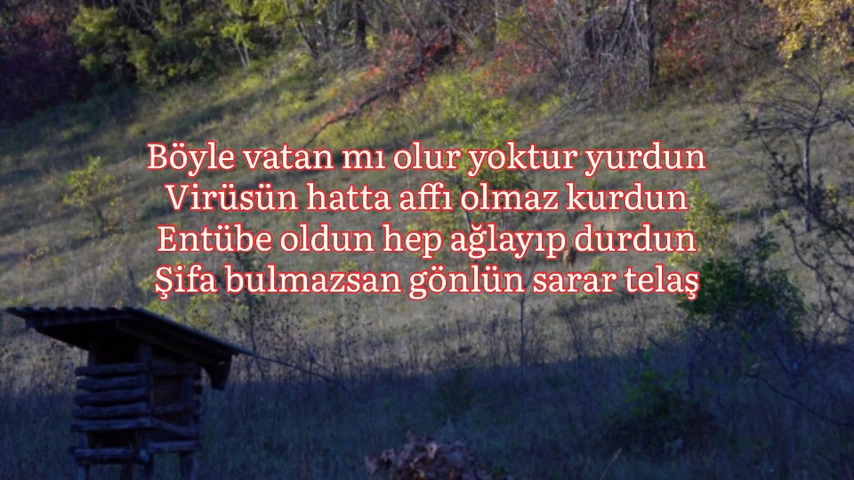 Böyle vatan mı olur yoktur yurdun
Virüsün hatta affı olmaz kurdun
Entübe oldun hep ağlayıp durdun
Şifa bulmazsan gönlün sarar telaş